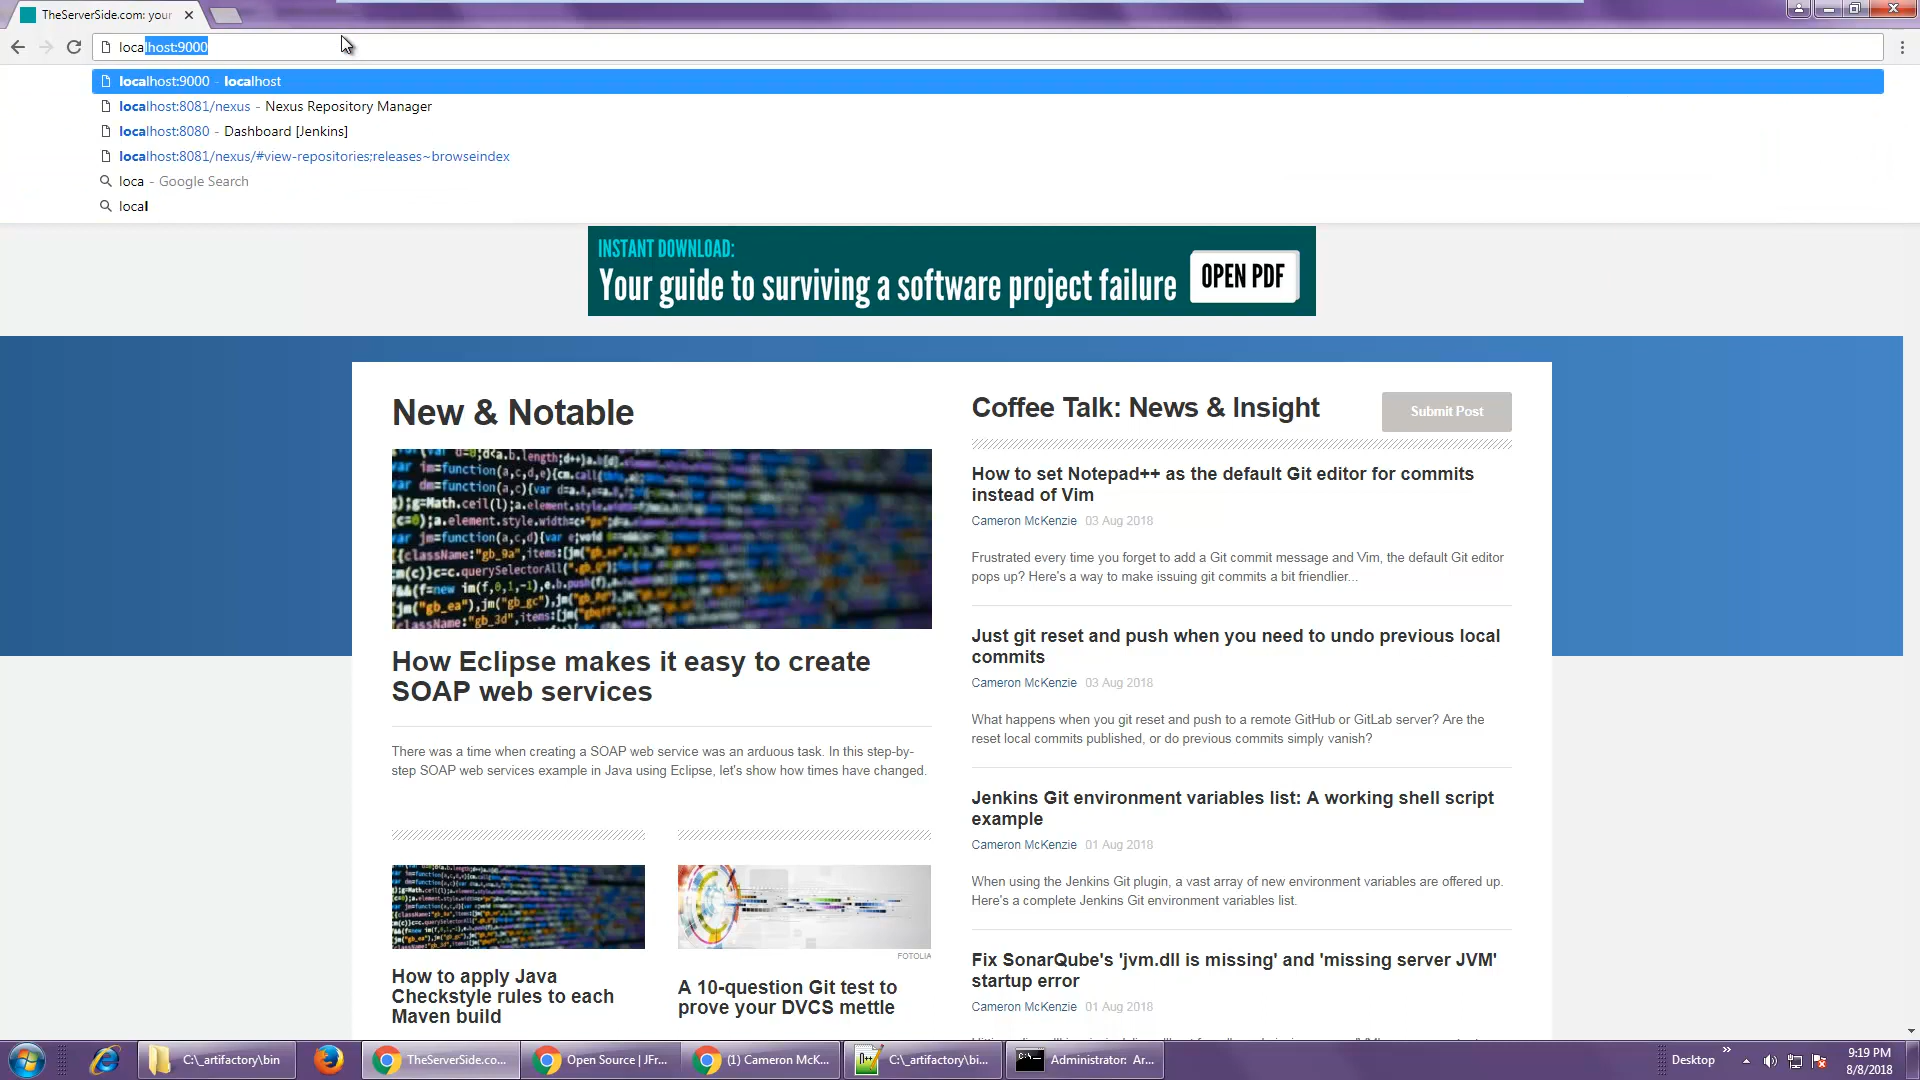 TheServerSide.com: your
localhost:9000
localhost:9000 - localhost
localhost:8081/nexus - Nexus Repository Manager
localhost:8080 - Dashboard [Jenkins]
localhost:8081/nexus/#view-repositories;releases~browseindex
loca - Google Search
local
INSTANT DOWNLOAD:
Your guide to surviving a software project failure
OPEN PDF
New & Notable
How Eclipse makes it easy to create
SOAP web services
There was a time when creating a SOAP web service was an arduous task. In this step-by-
step SOAP web services example in Java using Eclipse, let's show how times have changed.
How to apply Java
Checkstyle rules to each
Maven build
FOTOLIA
A 10-question Git test to
prove your DVCS mettle
Coffee Talk: News & Insight
Submit Post
How to set Notepad++ as the default Git editor for commits
instead of Vim
Cameron McKenzie 03 Aug 2018
Frustrated every time you forget to add a Git commit message and Vim, the default Git editor
pops up? Here's a way to make issuing git commits a bit friendlier...
Just git reset and push when you need to undo previous local
commits
Cameron McKenzie 03 Aug 2018
What happens when you git reset and push to a remote GitHub or GitLab server? Are the
reset local commits published, or do previous commits simply vanish?
Jenkins Git environment variables list: A working shell script
example
Cameron McKenzie 01 Aug 2018
When using the Jenkins Git plugin, a vast array of new environment variables are offered up.
Here's a complete Jenkins Git environment variables list.
Fix SonarQube's 'jvm.dll is missing' and 'missing server JVM'
startup error
Cameron McKenzie 01 Aug 2018
C:\_artifactory\bin
TheServerSide.co...
Open Source | JFr...
(1) Cameron McK...
C:\_artifactory\bi...
Administrator: Ar...
Desktop
9:19 PM
8/8/2018